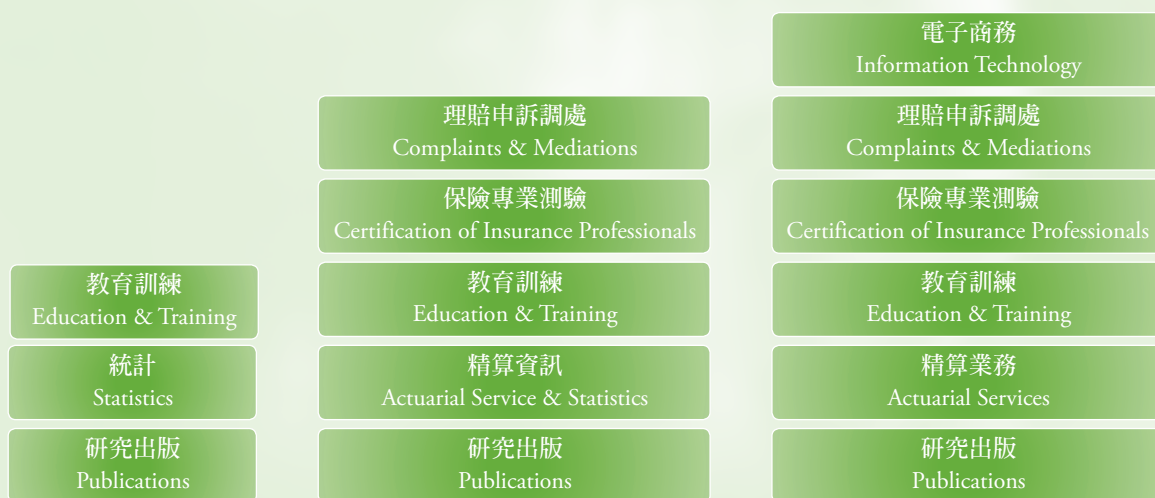 教育訓練
Education & Training
統計
Statistics
研究出版
Publications
理賠申訴調處
Complaints & Mediations
保險專業測驗
Certification of Insurance Professionals
教育訓練
Education & Training
精算資訊
Actuarial Service & Statistics
研究出版
Publications
電子商務
Information Technology
理賠申訴調處
Complaints & Mediations
保險專業測驗
Certification of Insurance Professionals
教育訓練
Education & Training
精算業務
Actuarial Services
研究出版
Publications